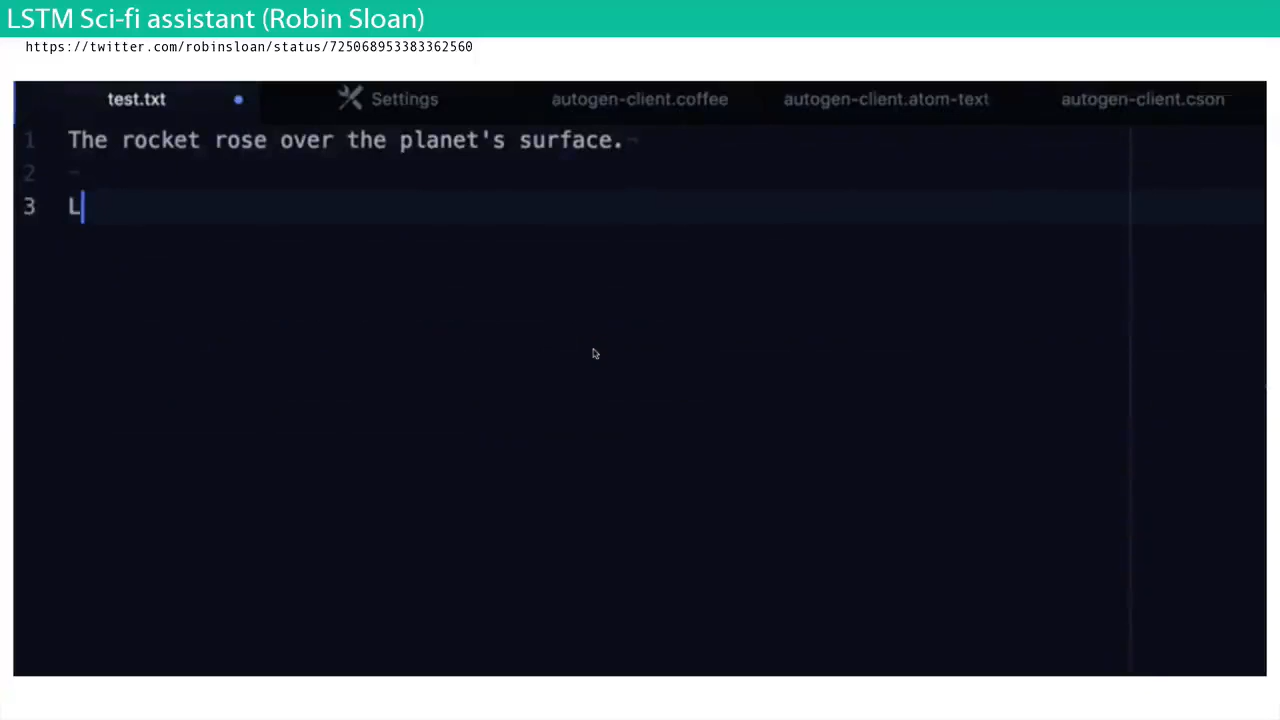 LSTM Sci-fi assistant (Robin Sloan)
https://twitter.com/robinsloan/status/725068953383362560
test.txt Settings autogen-client.coffee autogen-client.atom-text autogen-client.cson
1 The rocket rose over the planet's surface.¬
2 ¬
3 L